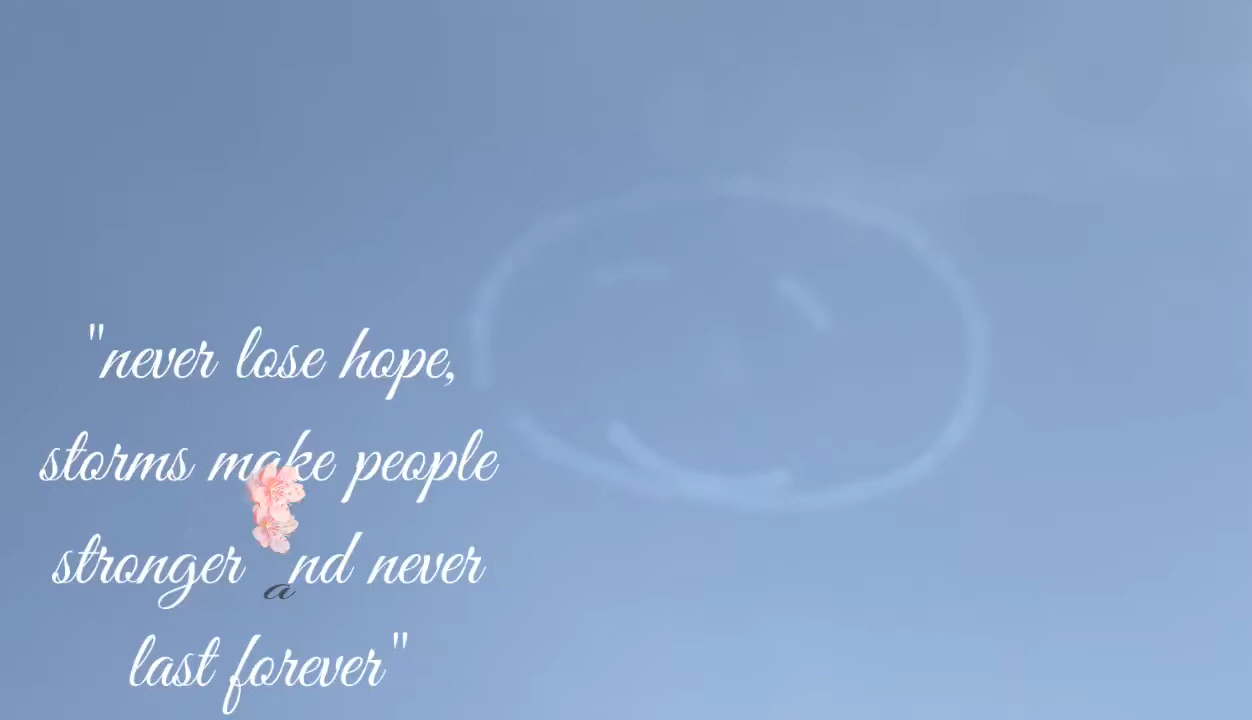 "never lose hope,
storms make people
stronger and never
last forever"